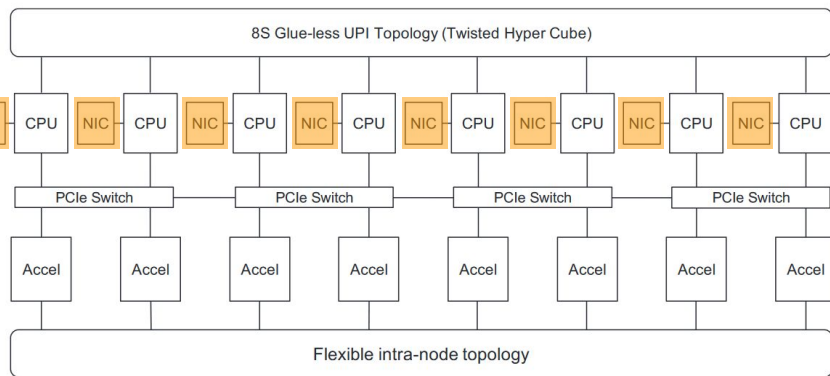 8S Glue-less UPI Topology (Twisted Hyper Cube)
CPU NIC CPU NIC CPU NIC CPU NIC CPU NIC CPU NIC CPU NIC CPU
PCIe Switch PCIe Switch PCIe Switch PCIe Switch
Accel Accel Accel Accel Accel Accel Accel Accel
Flexible intra-node topology